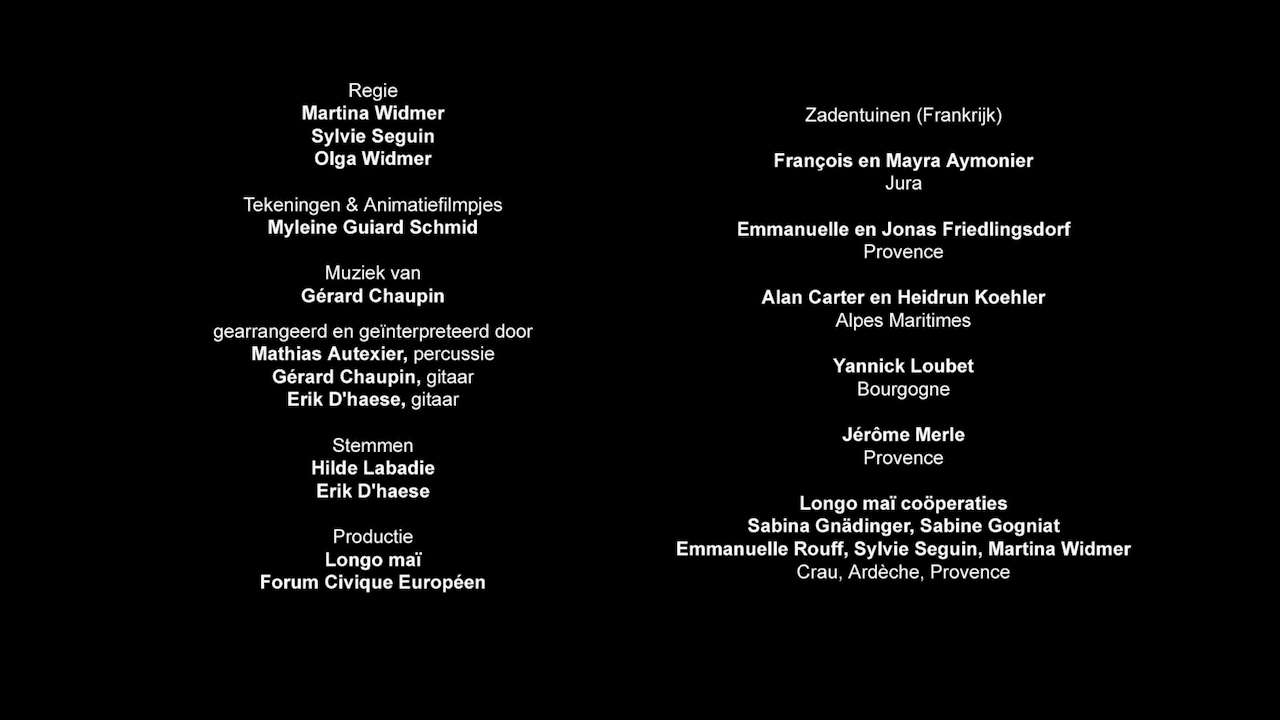 Regie
Martina Widmer
Sylvie Seguin
Olga Widmer
Tekeningen & Animatiefilmpjes
Myleine Guiard Schmid
Muziek van
Gérard Chaupin
gearrangeerd en geïnterpreteerd door
Mathias Autexier, percussie
Gérard Chaupin, gitaar
Erik D'haese, gitaar
Stemmen
Hilde Labadie
Erik D'haese
Productie
Longo maï
Forum Civique Européen
Zadentuinen (Frankrijk)
François en Mayra Aymonier
Jura
Emmanuelle en Jonas Friedlingsdorf
Provence
Alan Carter en Heidrun Koehler
Alpes Maritimes
Yannick Loubet
Bourgogne
Jérôme Merle
Provence
Longo maï coöperaties
Sabina Gnädinger, Sabine Gogniat
Emmanuelle Rouff, Sylvie Seguin, Martina Widmer
Crau, Ardèche, Provence